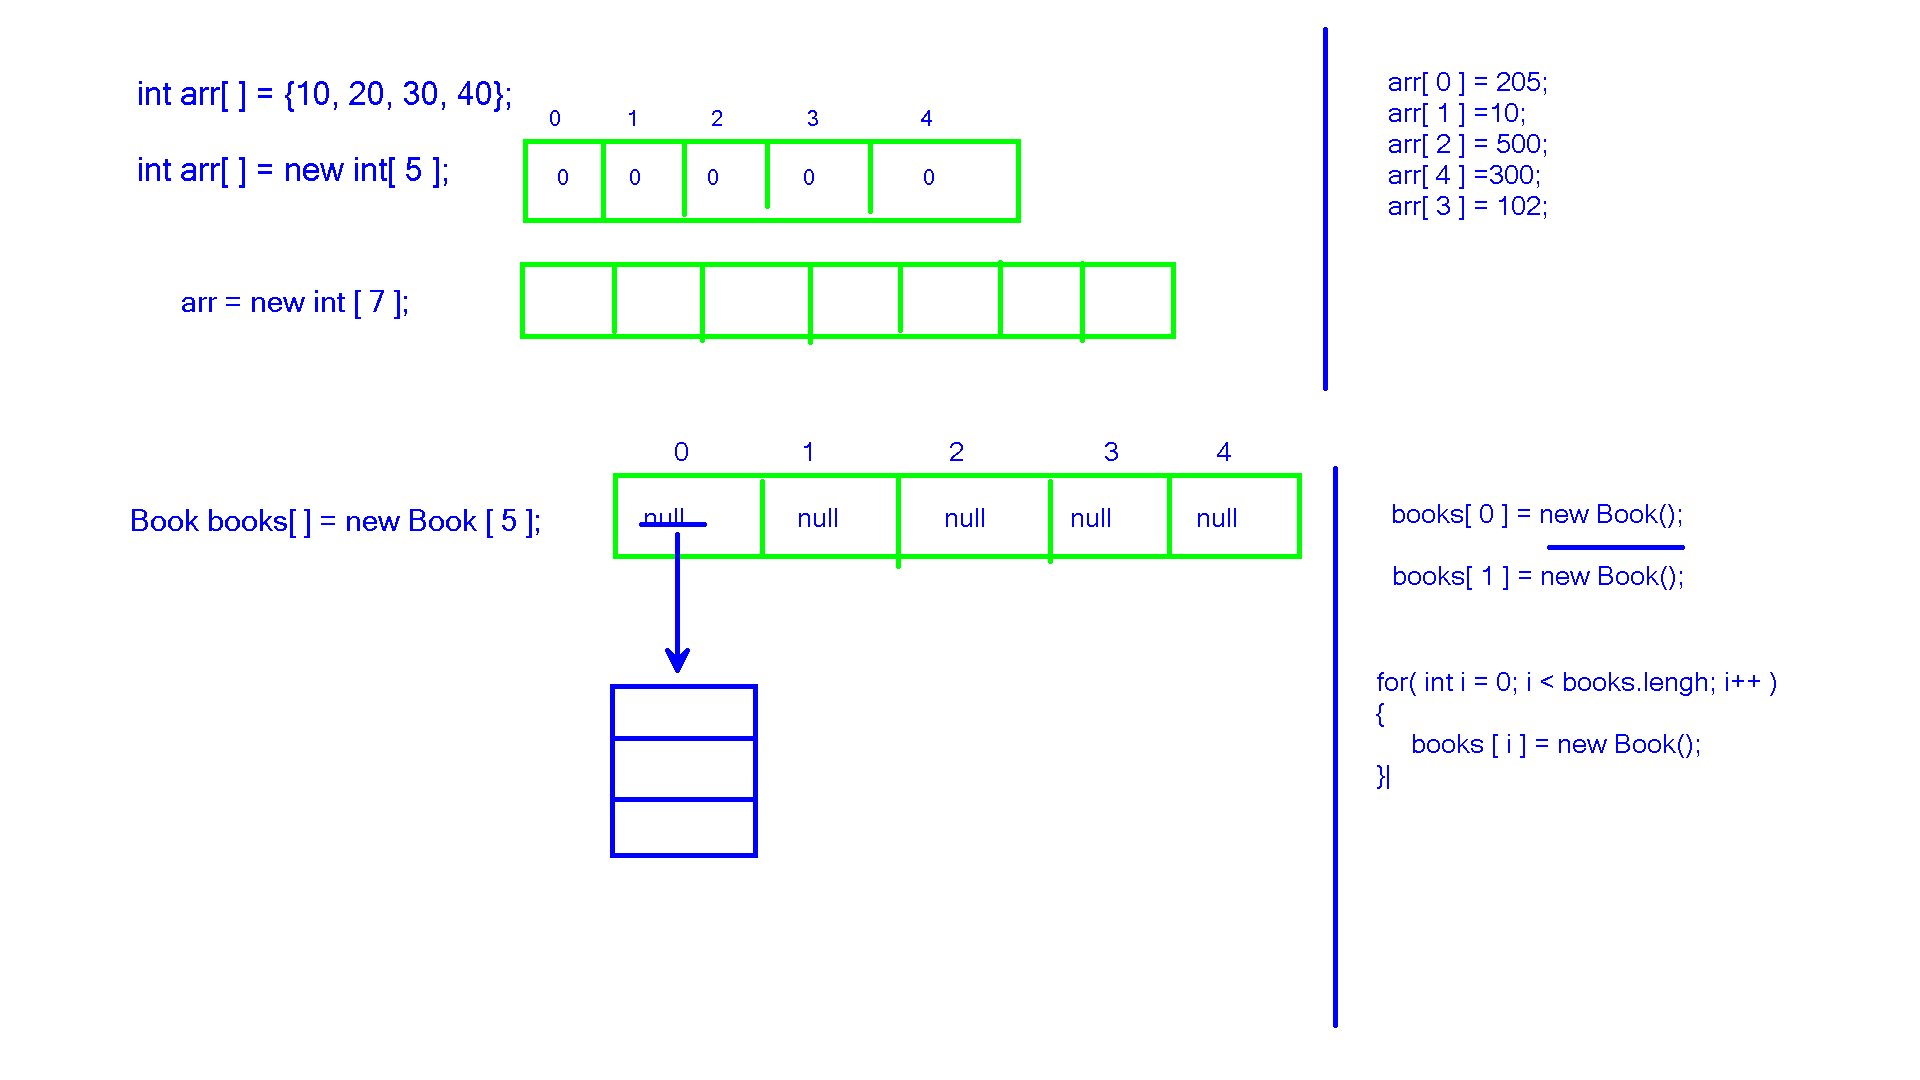 int arr[ ] = {10, 20, 30, 40};
0 1 2 3 4
int arr[ ] = new int[ 5 ];
0 0 0 0 0
arr = new int [ 7 ];
arr[ 0 ] = 205;
arr[ 1 ] =10;
arr[ 2 ] = 500;
arr[ 4 ] =300;
arr[ 3 ] = 102;
0 1 2 3 4
Book books[ ] = new Book [ 5 ];
null null null null null
books[ 0 ] = new Book();
books[ 1 ] = new Book();
for( int i = 0; i < books.lengh; i++ )
{
books [ i ] = new Book();
}